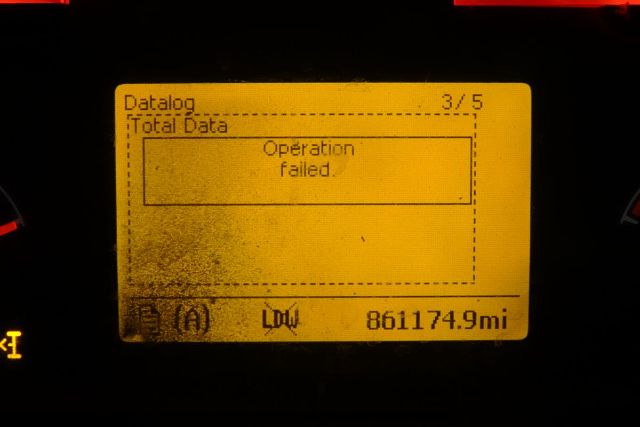 Datalog 3/5
Total Data
Operation
failed.
(A) LDW 861174.9mi